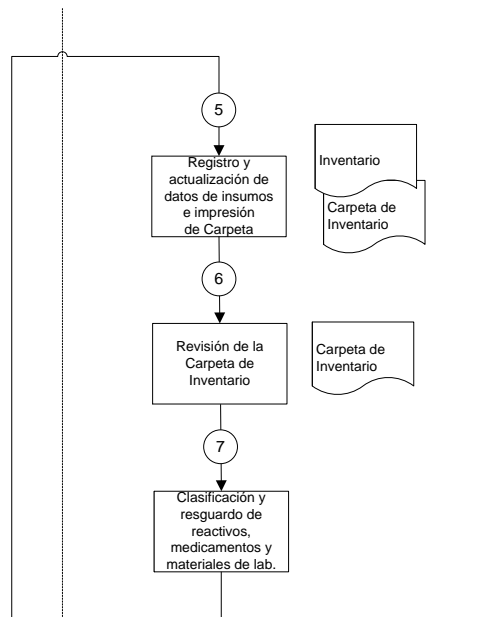 5
Registro y
actualización de
datos de insumos
e impresión
de Carpeta
Inventario
Carpeta de
Inventario
6
Revisión de la
Carpeta de
Inventario
Carpeta de
Inventario
7
Clasificación y
resguardo de
reactivos,
medicamentos y
materiales de lab.